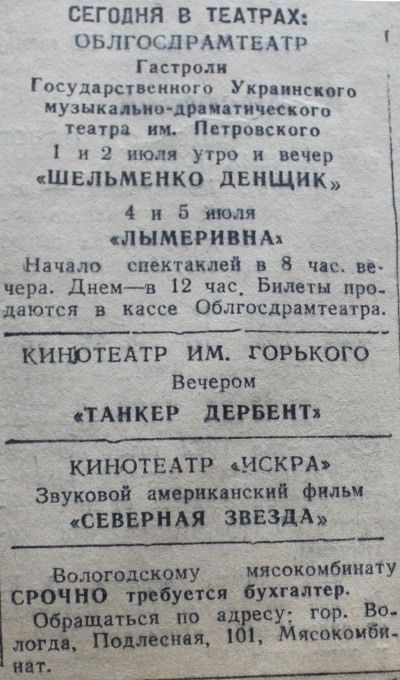 СЕГОДНЯ В ТЕАТРАХ:
ОБЛГОСДРАМТЕАТР
Гастроли
Государственного Украинского
музыкально-драматического
театра им. Петровского
1 и 2 июля утро и вечер
«ШЕЛЬМЕНКО ДЕНЩИК»
4 и 5 июля
«ЛЫМЕРИВНА»
Начало спектаклей в 8 час. ве-
чера. Днем—в 12 час. Билеты про-
даются в кассе Облгосдрамтеатра.
КИНОТЕАТР ИМ. ГОРЬКОГО
Вечером
«ТАНКЕР ДЕРБЕНТ»
КИНОТЕАТР «ИСКРА»
Звуковой американский фильм
«СЕВЕРНАЯ ЗВЕЗДА»
Вологодскому мясокомбинату
СРОЧНО требуется бухгалтер.
Обращаться по адресу: гор. Во-
логда, Подлесная, 101, Мясокомби-
нат.